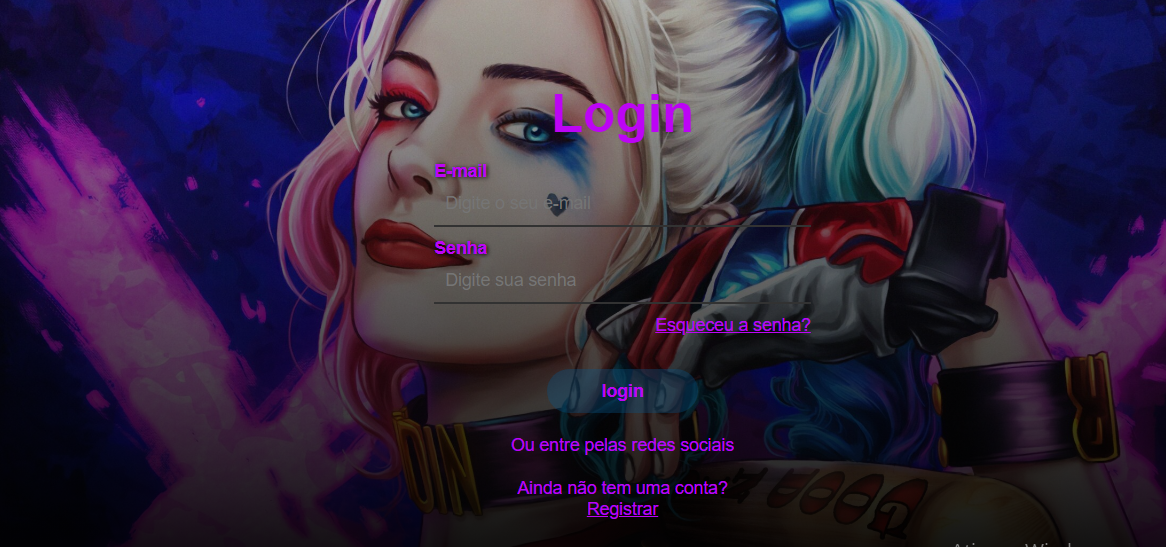 Login
E-mail
Digite o seu e-mail
Senha
Digite sua senha
Esqueceu a senha?
login
Ou entre pelas redes sociais
Ainda não tem uma conta?
Registrar